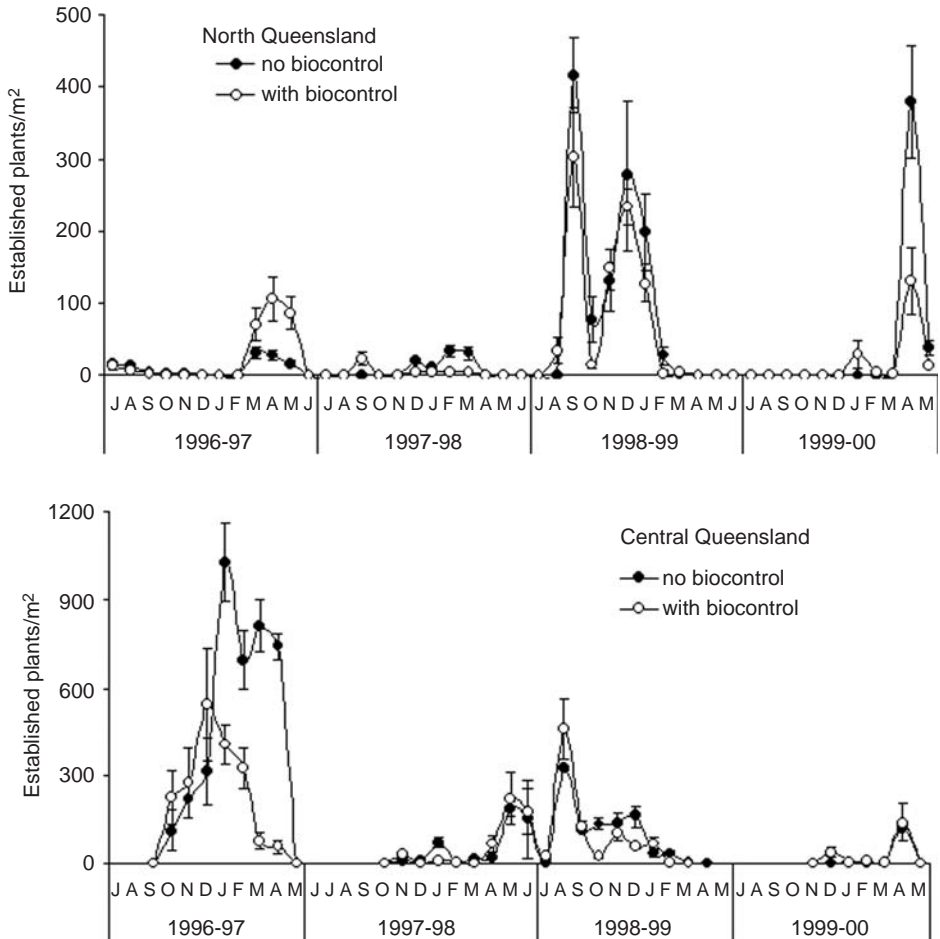 500
North Queensland
no biocontrol
400
with biocontrol
300
Established plants/m²
200
100
0
J A S O N D J F M A M J J A S O N D J F M A M J J A S O N D J F M A M J J A S O N D J F M A M
1996-97 1997-98 1998-99 1999-00
1200
Central Queensland
no biocontrol
900
with biocontrol
Established plants/m²
600
300
0
J A S O N D J F M A M J J A S O N D J F M A M J J A S O N D J F M A M J J A S O N D J F M A M
1996-97 1997-98 1998-99 1999-00